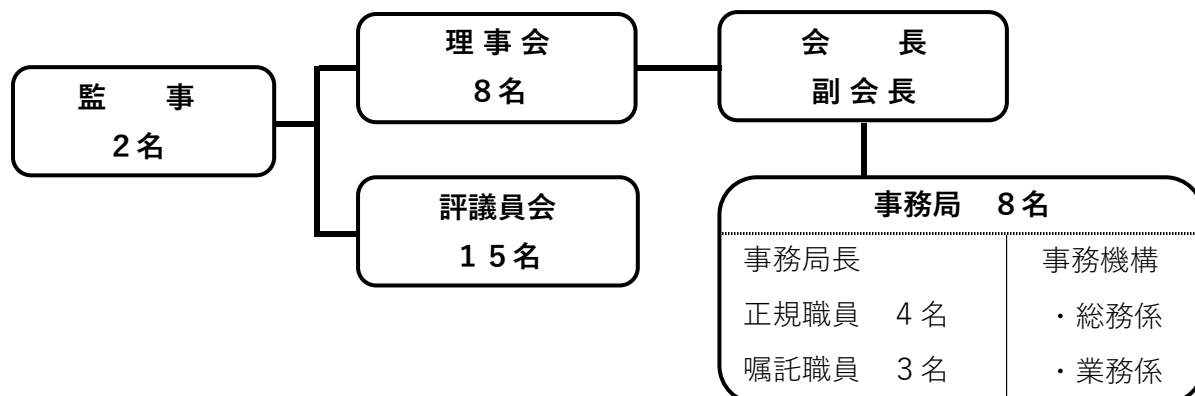 監　　事
２名
理 事 会
８名
評議員会
１５名
会　　長
副 会 長
事務局　８名
事務局長
正規職員　４名
嘱託職員　３名
事務機構
・総務係
・業務係